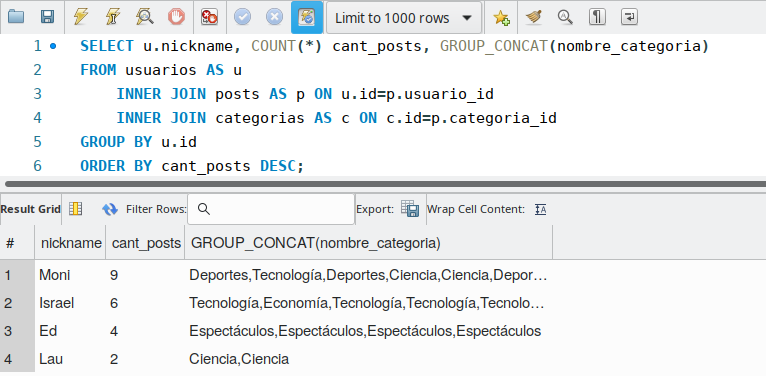 Limit to 1000 rows
1 SELECT u.nickname, COUNT(*) cant_posts, GROUP_CONCAT(nombre_categoria)
2 FROM usuarios AS u
3 INNER JOIN posts AS p ON u.id=p.usuario_id
4 INNER JOIN categorias AS c ON c.id=p.categoria_id
5 GROUP BY u.id
6 ORDER BY cant_posts DESC;
Result Grid Filter Rows: Export: Wrap Cell Content:
# nickname cant_posts GROUP_CONCAT(nombre_categoria)
1 Moni 9 Deportes,Tecnología,Deportes,Ciencia,Ciencia,Depor...
2 Israel 6 Tecnología,Economía,Tecnología,Tecnología,Tecnolo...
3 Ed 4 Espectáculos,Espectáculos,Espectáculos,Espectáculos
4 Lau 2 Ciencia,Ciencia